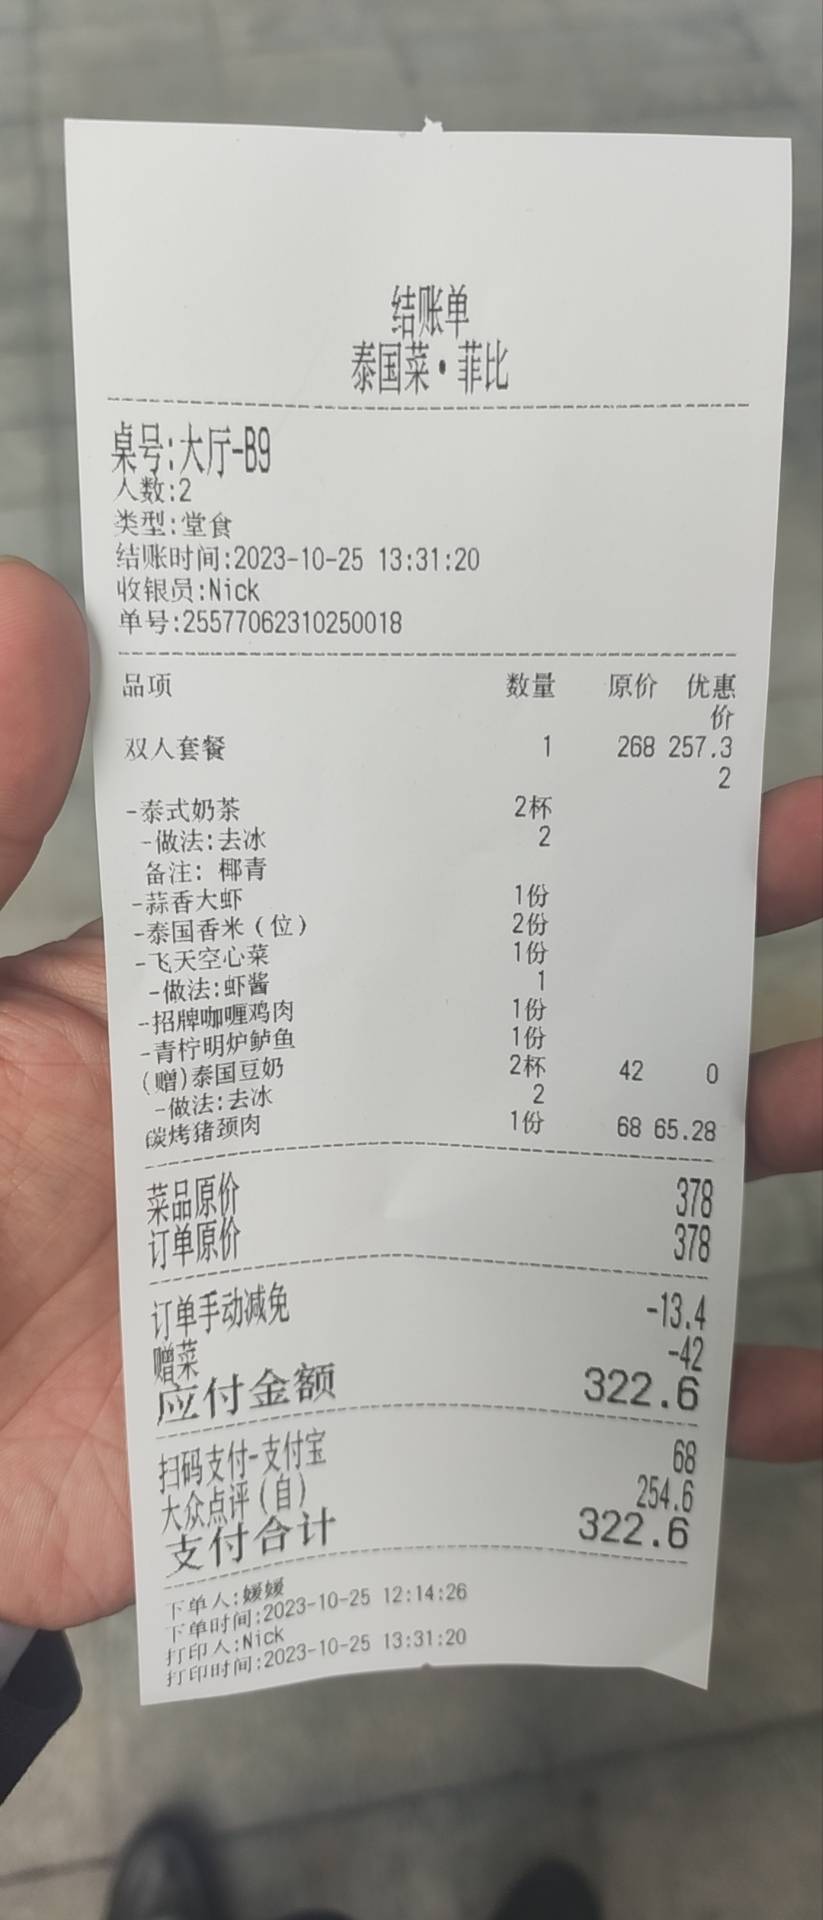 结账单
泰国菜·菲比
桌号:大厅-B9
人数:2
类型:堂食
结账时间:2023-10-25 13:31:20
收银员:Nick
单号:25577062310250018
品项 数量 原价 优惠
价
双人套餐 1 268 257.3
2
-泰式奶茶 2杯
-做法:去冰 2
备注: 椰青
-蒜香大虾 1份
-泰国香米(位) 2份
-飞天空心菜 1份
-做法:虾酱 1
-招牌咖喱鸡肉 1份
-青柠明炉鲈鱼 1份
(赠)泰国豆奶 2杯 42 0
-做法:去冰 2
碳烤猪颈肉 1份 68 65.28
菜品原价 378
订单原价 378
订单手动减免 -13.4
赠菜 -42
应付金额 322.6
扫码支付-支付宝 68
大众点评(自) 254.6
支付合计 322.6
下单人:媛媛
下单时间:2023-10-25 12:14:26
打印人:Nick
打印时间:2023-10-25 13:31:20